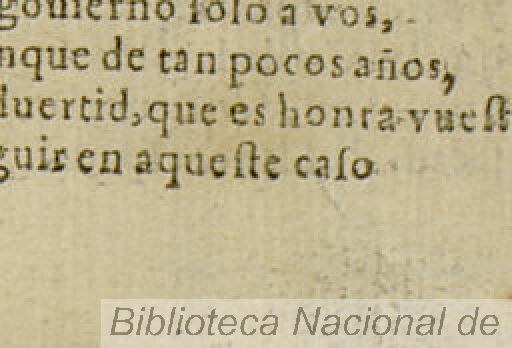 gouierno ſolo a vos,
nque de tan pocos años,
duertid, que es honra vueſt
guir en aqueſte caſo
Biblioteca Nacional de